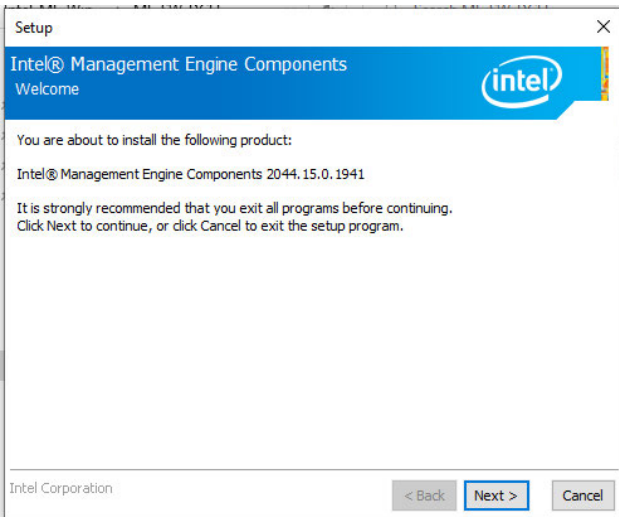 Setup
Intel® Management Engine Components
Welcome
intel
You are about to install the following product:
Intel® Management Engine Components 2044.15.0.1941
It is strongly recommended that you exit all programs before continuing.
Click Next to continue, or click Cancel to exit the setup program.
Intel Corporation
< Back Next > Cancel